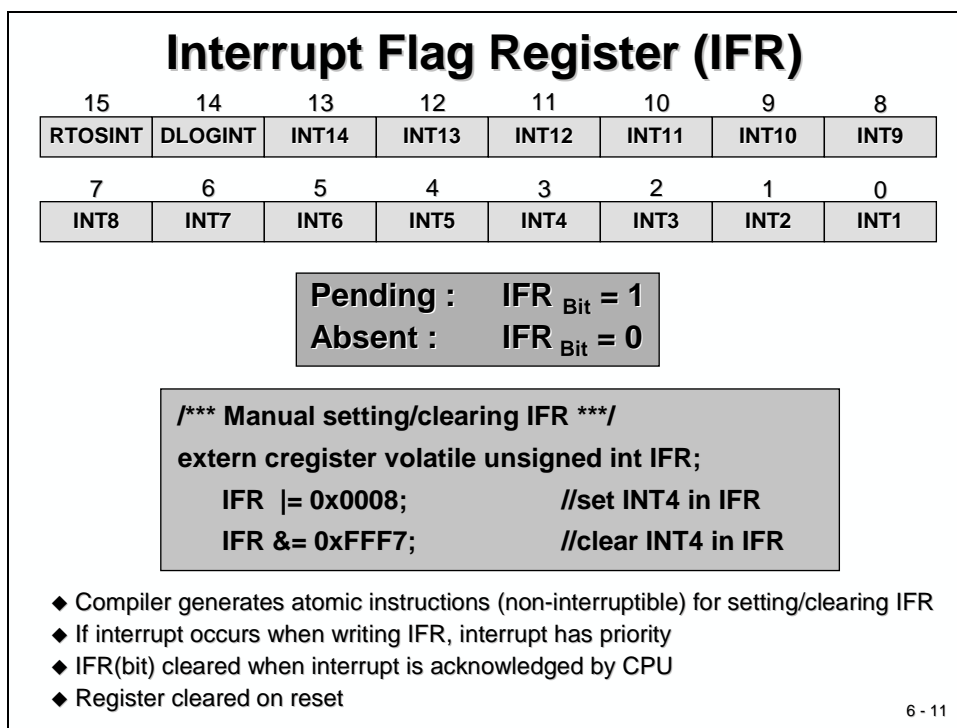 Interrupt Flag Register (IFR)
15 14 13 12 11 10 9 8
RTOSINT DLOGINT INT14 INT13 INT12 INT11 INT10 INT9
7 6 5 4 3 2 1 0
INT8 INT7 INT6 INT5 INT4 INT3 INT2 INT1
Pending : IFR Bit = 1
Absent : IFR Bit = 0
/*** Manual setting/clearing IFR ***/
extern cregister volatile unsigned int IFR;
IFR |= 0x0008; //set INT4 in IFR
IFR &= 0xFFF7; //clear INT4 in IFR
◆ Compiler generates atomic instructions (non-interruptible) for setting/clearing IFR
◆ If interrupt occurs when writing IFR, interrupt has priority
◆ IFR(bit) cleared when interrupt is acknowledged by CPU
◆ Register cleared on reset
6 - 11